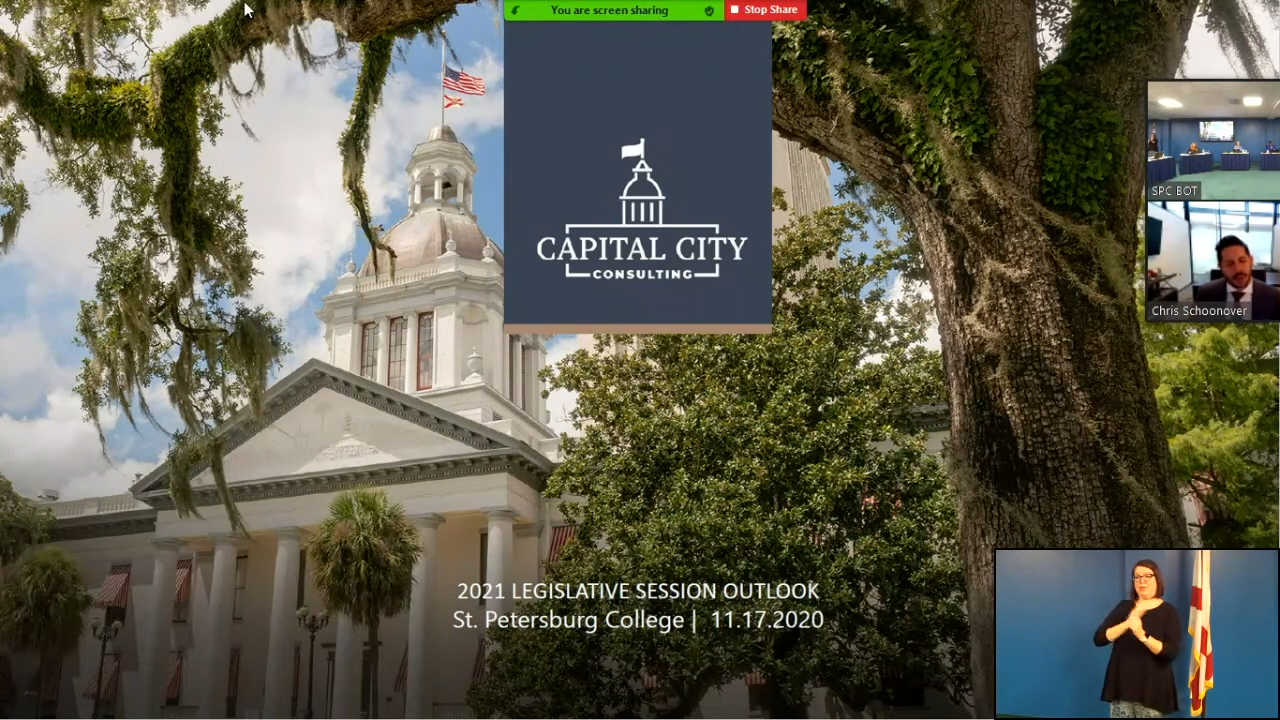 You are screen sharing
Stop Share
CAPITAL CITY
CONSULTING
SPC BOT
Chris Schoonover
2021 LEGISLATIVE SESSION OUTLOOK
St. Petersburg College | 11.17.2020